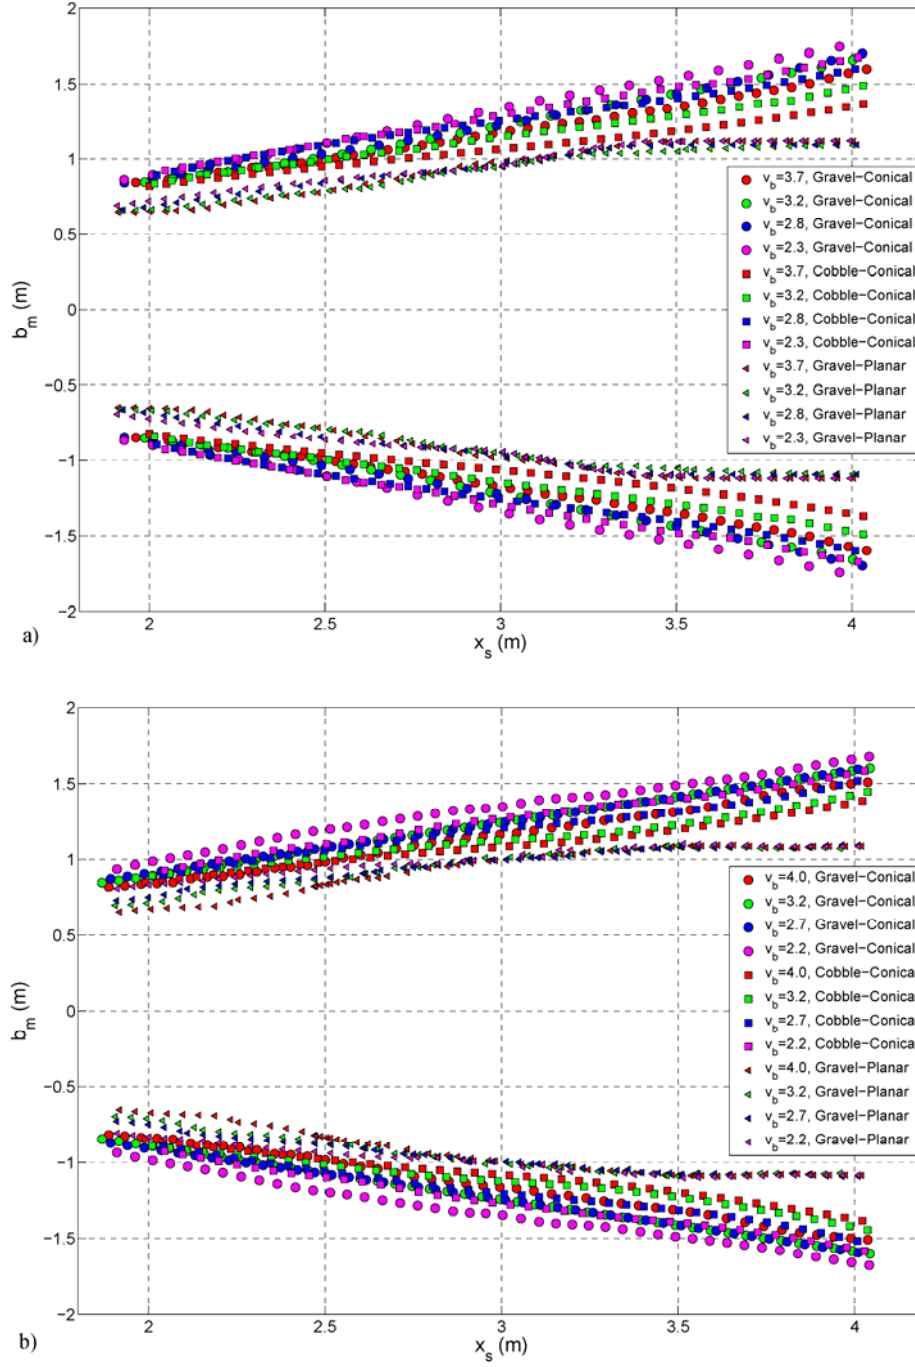 2
1.5
1
0.5
0
−0.5
−1
−1.5
−2
b_m (m)
v_b=3.7, Gravel−Conical
v_b=3.2, Gravel−Conical
v_b=2.8, Gravel−Conical
v_b=2.3, Gravel−Conical
v_b=3.7, Cobble−Conical
v_b=3.2, Cobble−Conical
v_b=2.8, Cobble−Conical
v_b=2.3, Cobble−Conical
v_b=3.7, Gravel−Planar
v_b=3.2, Gravel−Planar
v_b=2.8, Gravel−Planar
v_b=2.3, Gravel−Planar
2 2.5 3 3.5 4
x_s (m)
a)
2
1.5
1
0.5
0
−0.5
−1
−1.5
−2
b_m (m)
v_b=4.0, Gravel−Conical
v_b=3.2, Gravel−Conical
v_b=2.7, Gravel−Conical
v_b=2.2, Gravel−Conical
v_b=4.0, Cobble−Conica
v_b=3.2, Cobble−Conica
v_b=2.7, Cobble−Conica
v_b=2.2, Cobble−Conica
v_b=4.0, Gravel−Planar
v_b=3.2, Gravel−Planar
v_b=2.7, Gravel−Planar
v_b=2.2, Gravel−Planar
2 2.5 3 3.5 4
x_s (m)
b)